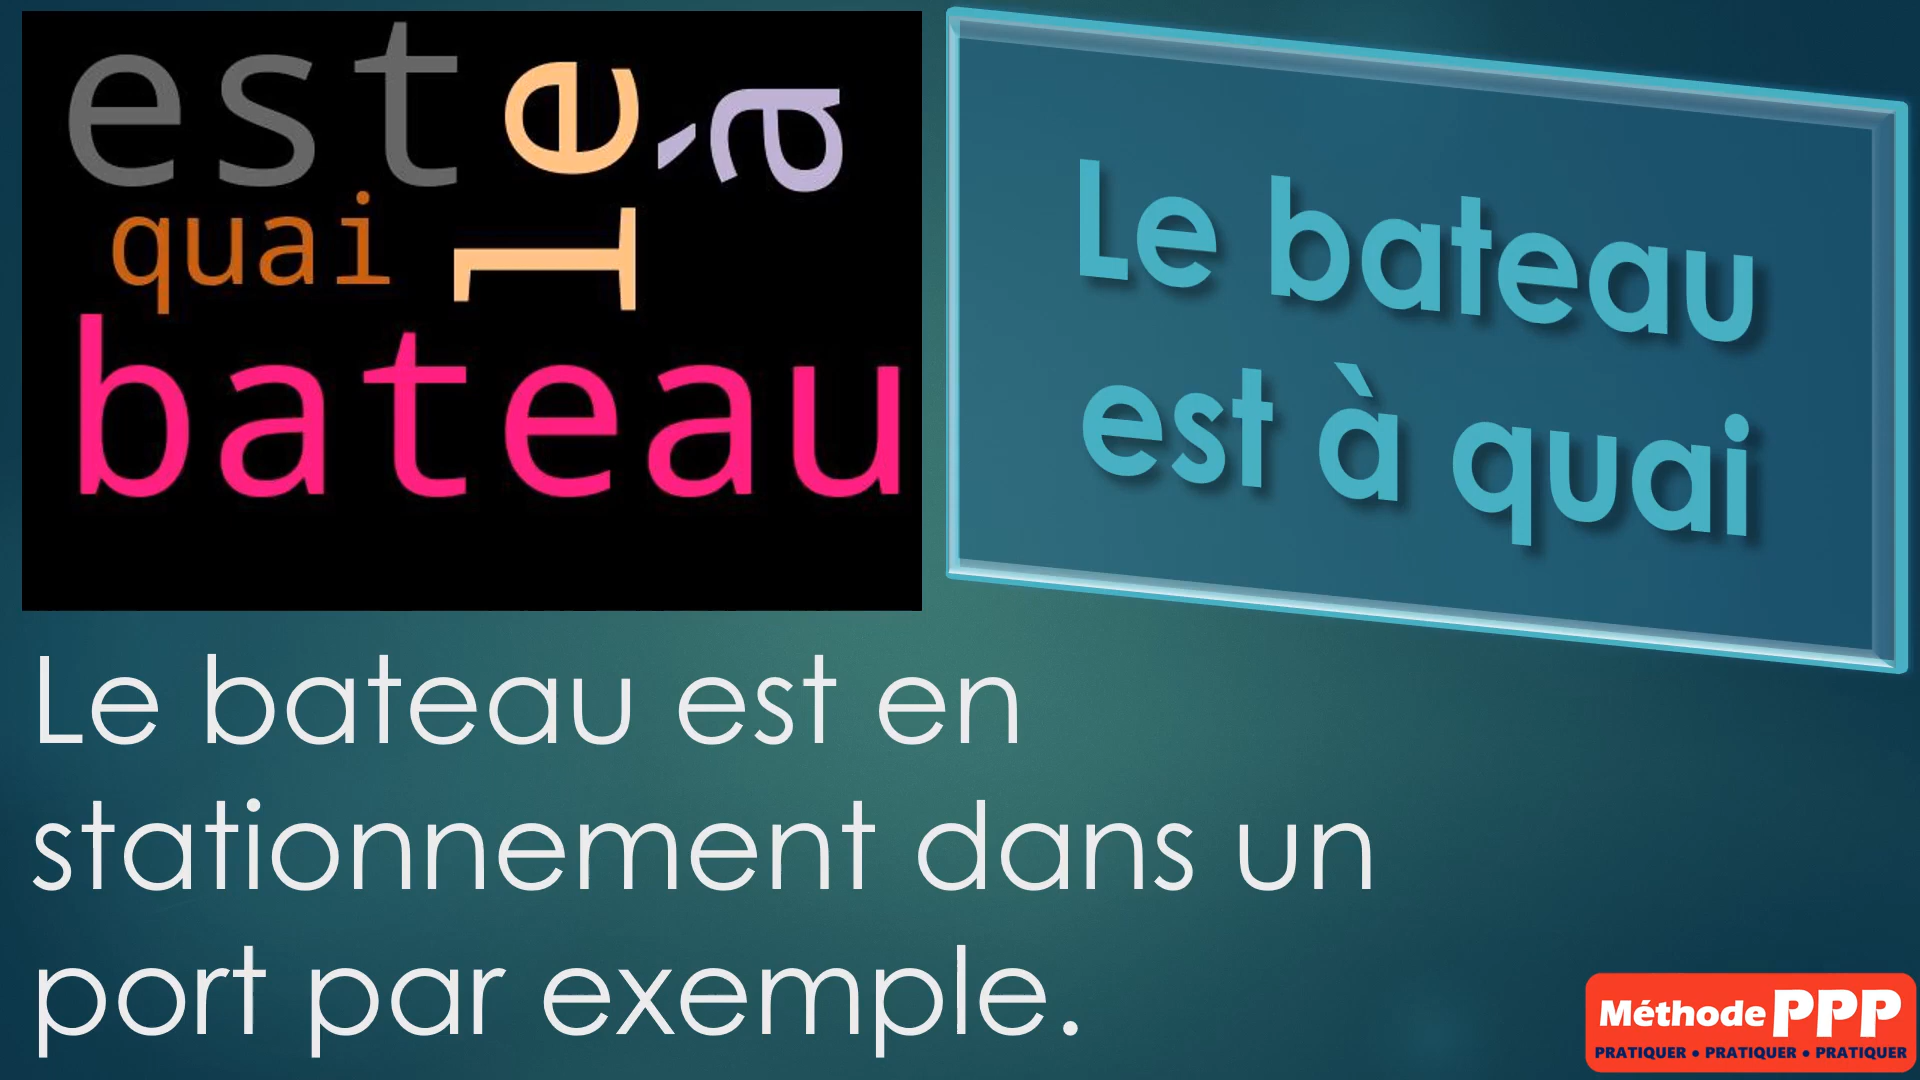 est le à
quai
bateau
Le bateau
est à quai
Le bateau est en
stationnement dans un
port par exemple.
Méthode PPP
PRATIQUER • PRATIQUER • PRATIQUER